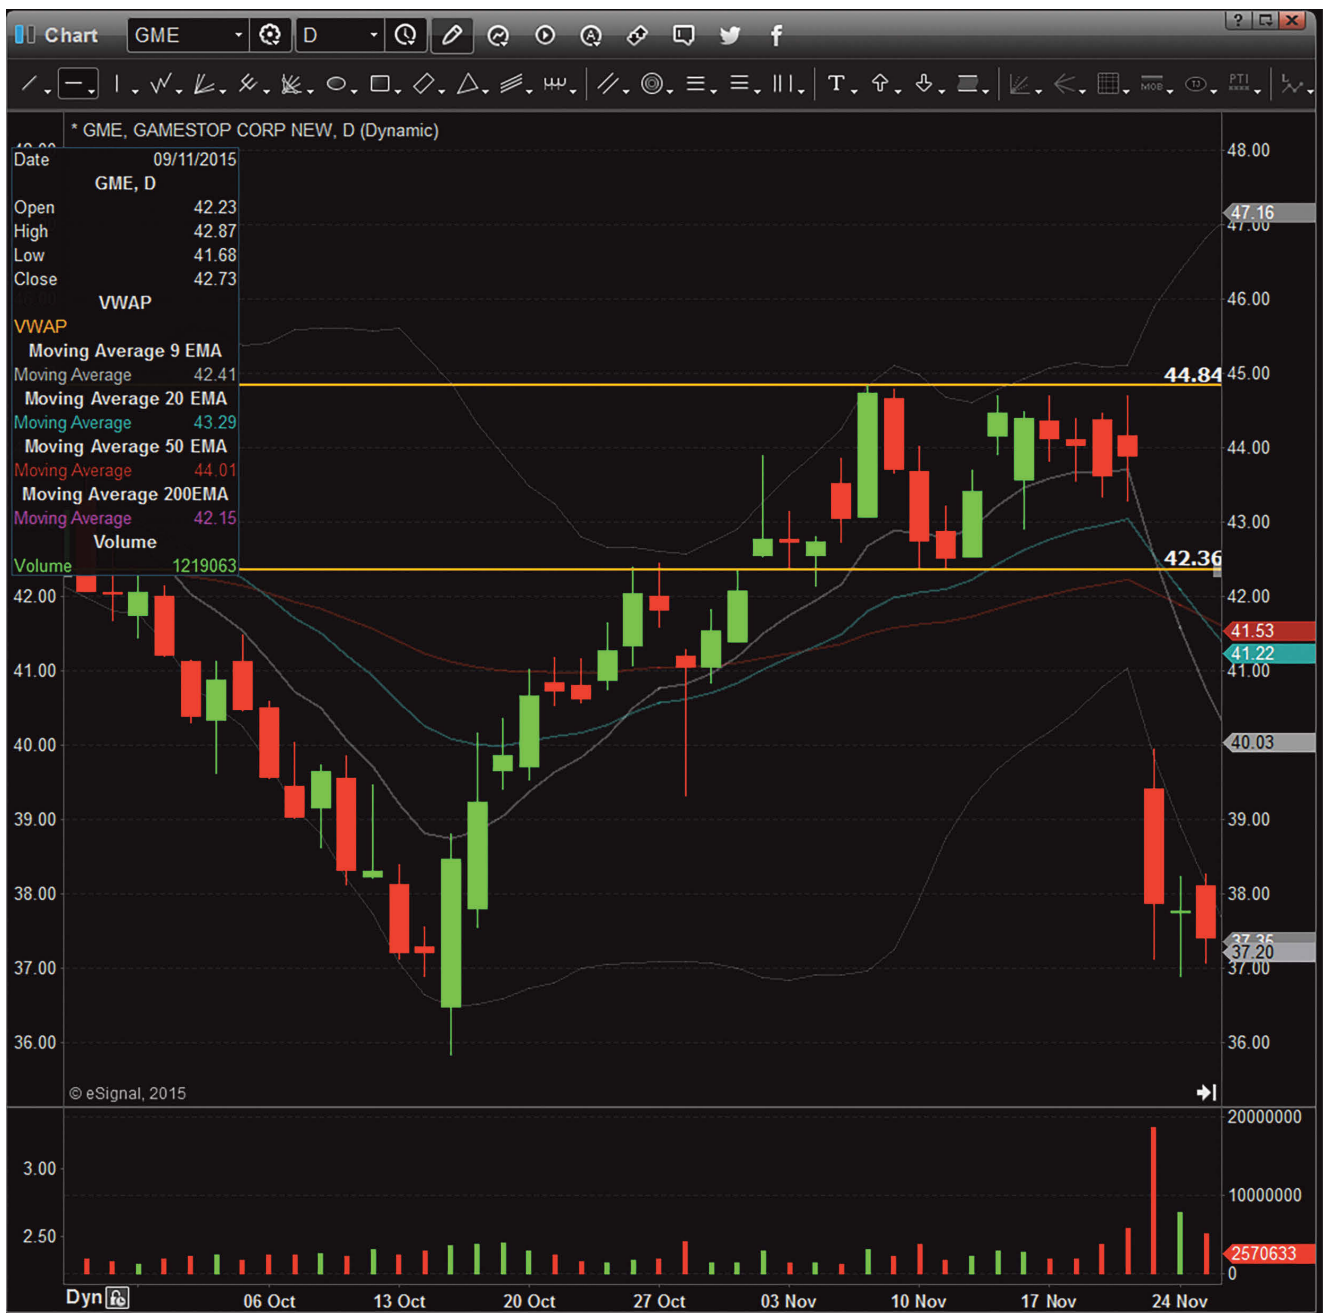 Chart GME D
T PTI
MOB TJ xxxx
* GME, GAMESTOP CORP NEW, D (Dynamic)
Date 09/11/2015
GME, D
Open 42.23
High 42.87
Low 41.68
Close 42.73
VWAP
VWAP
Moving Average 9 EMA
Moving Average 42.41
Moving Average 20 EMA
Moving Average 43.29
Moving Average 50 EMA
Moving Average 44.01
Moving Average 200EMA
Moving Average 42.15
Volume
Volume 1219063
42.00
41.00
40.00
39.00
38.00
37.00
36.00
44.84
42.36
48.00
47.16
47.00
46.00
45.00
44.00
43.00
42.00
41.53
41.22
41.00
40.03
39.00
38.00
37.36
37.20
37.00
36.00
© eSignal, 2015
3.00
2.50
20000000
10000000
2570633
0
Dyn 06 Oct 13 Oct 20 Oct 27 Oct 03 Nov 10 Nov 17 Nov 24 Nov